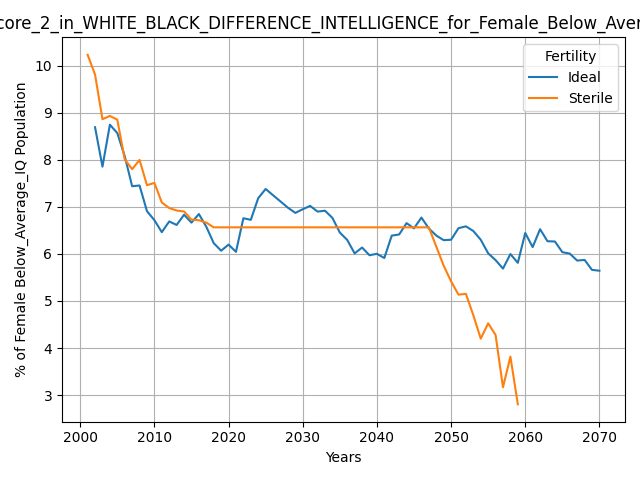 core_2_in_WHITE_BLACK_DIFFERENCE_INTELLIGENCE_for_Female_Below_Aver
Fertility
Ideal
Sterile
% of Female Below_Average_IQ Population
10
9
8
7
6
5
4
3
2000 2010 2020 2030 2040 2050 2060 2070
Years